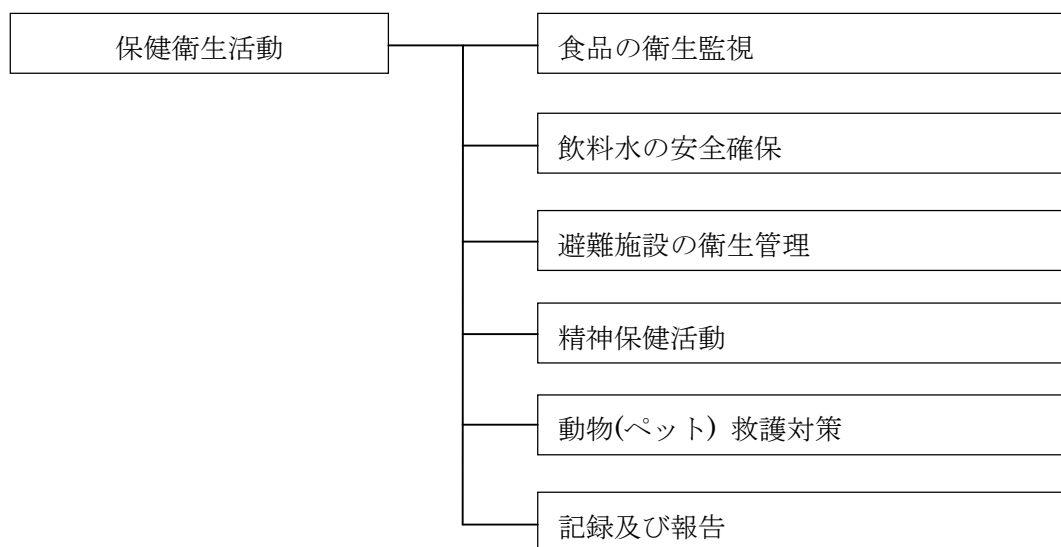 保健衛生活動
食品の衛生監視
飲料水の安全確保
避難施設の衛生管理
精神保健活動
動物(ペット) 救護対策
記録及び報告